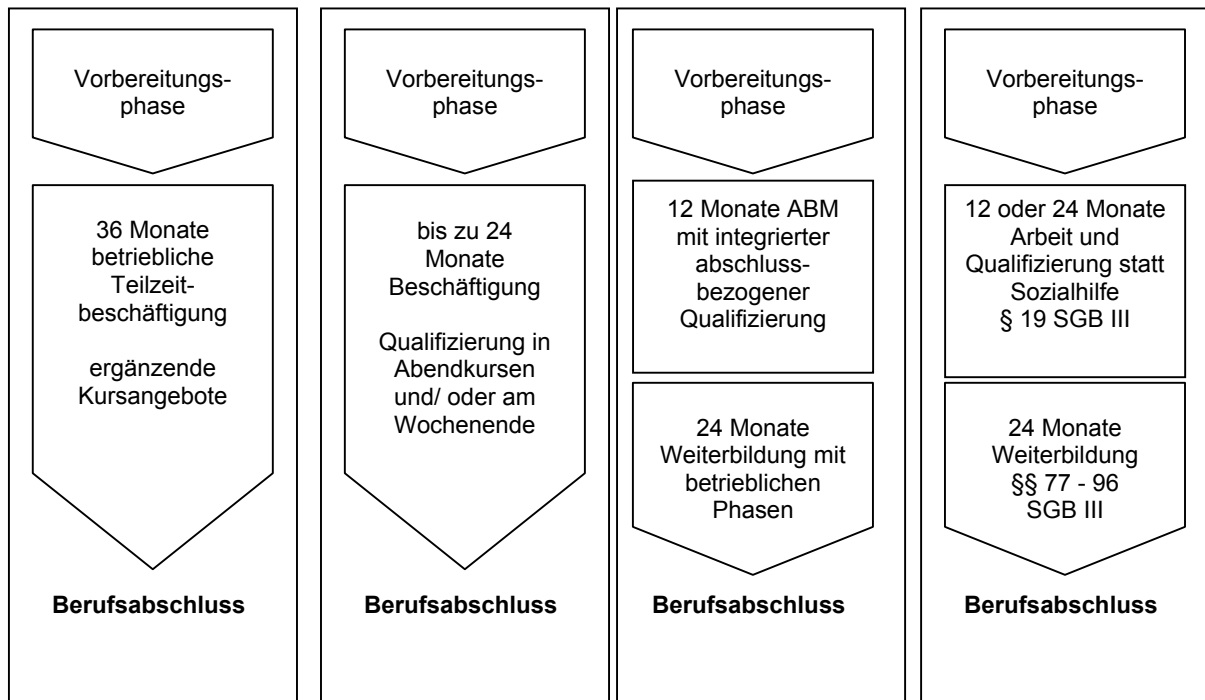 Vorbereitungs-
phase
36 Monate
betriebliche
Teilzeit-
beschäftigung
ergänzende
Kursangebote
Berufsabschluss
Vorbereitungs-
phase
bis zu 24
Monate
Beschäftigung
Qualifizierung in
Abendkursen
und/ oder am
Wochenende
Berufsabschluss
Vorbereitungs-
phase
12 Monate ABM
mit integrierter
abschluss-
bezogener
Qualifizierung
24 Monate
Weiterbildung mit
betrieblichen
Phasen
Berufsabschluss
Vorbereitungs-
phase
12 oder 24 Monate
Arbeit und
Qualifizierung statt
Sozialhilfe
§ 19 SGB III
24 Monate
Weiterbildung
§§ 77 - 96
SGB III
Berufsabschluss